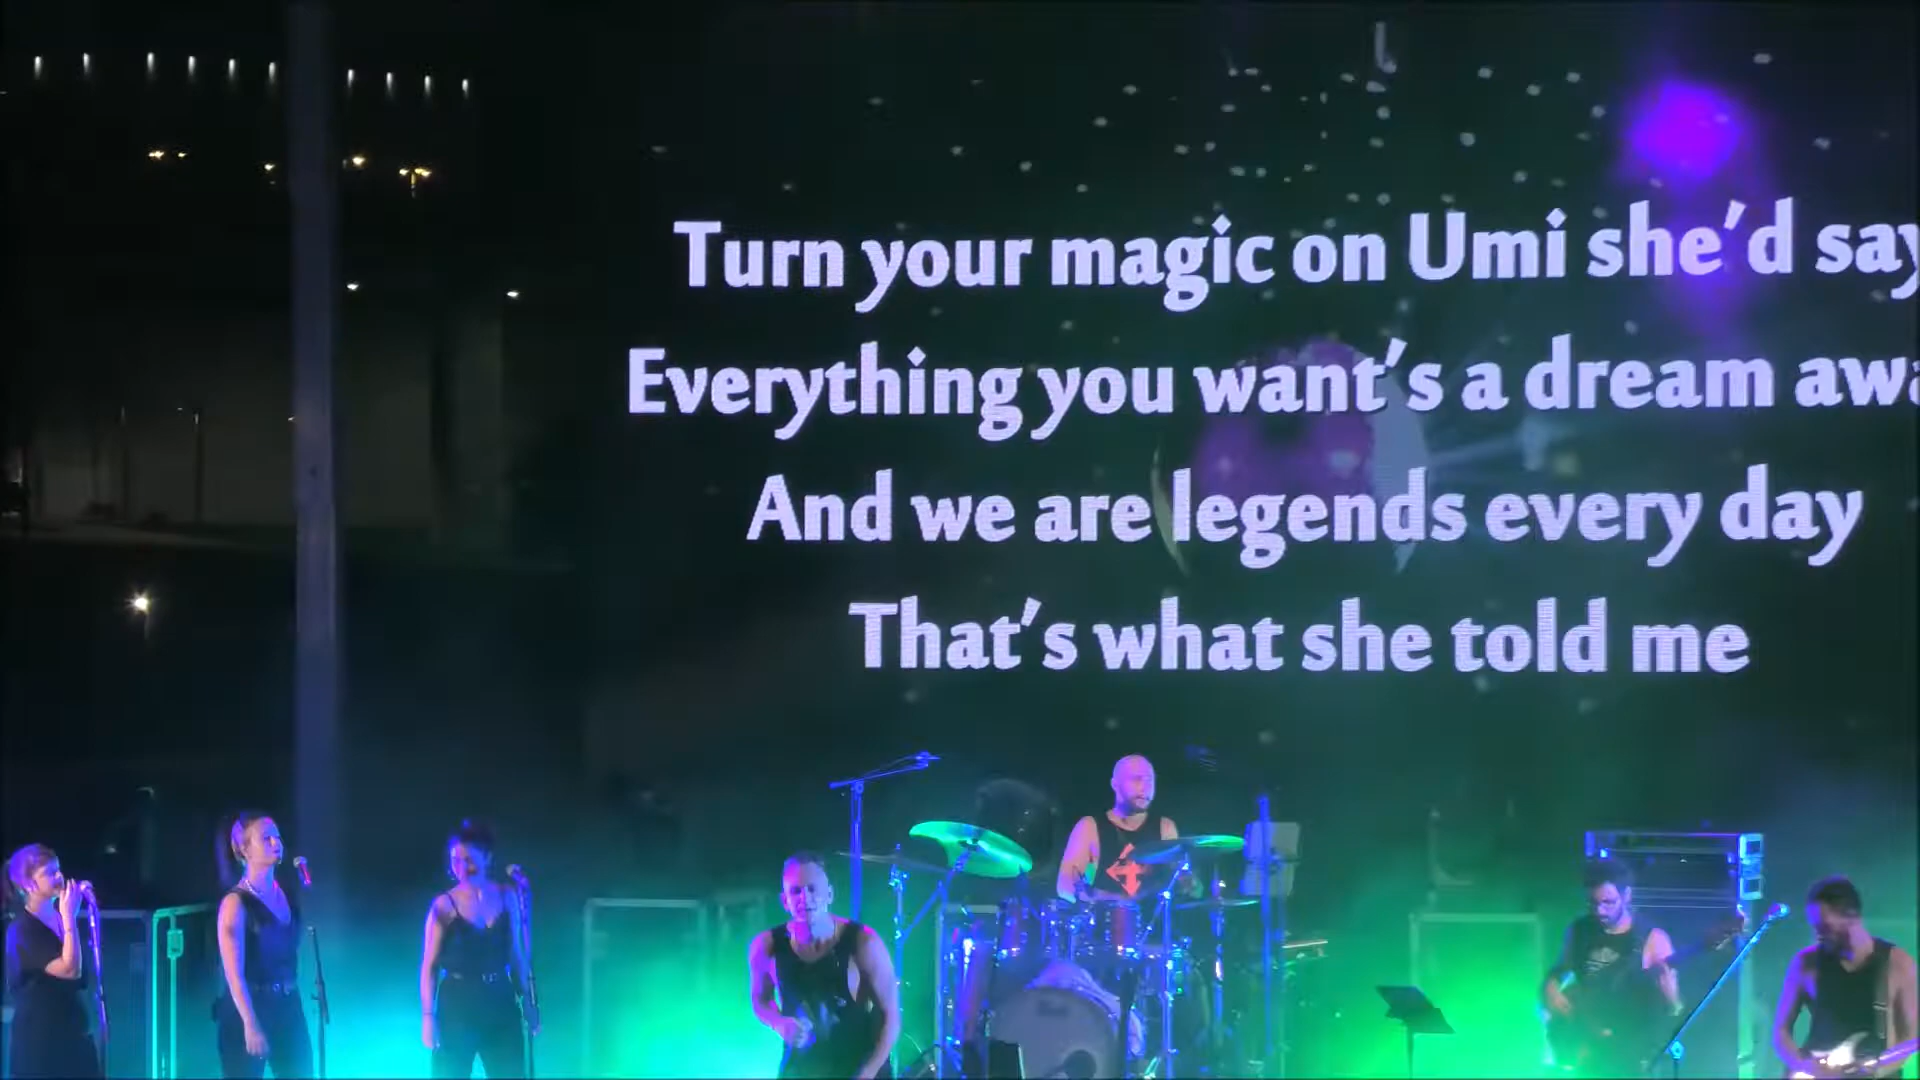 Turn your magic on Umi she'd say
Everything you want's a dream
And we are legends every day
That's what she told me